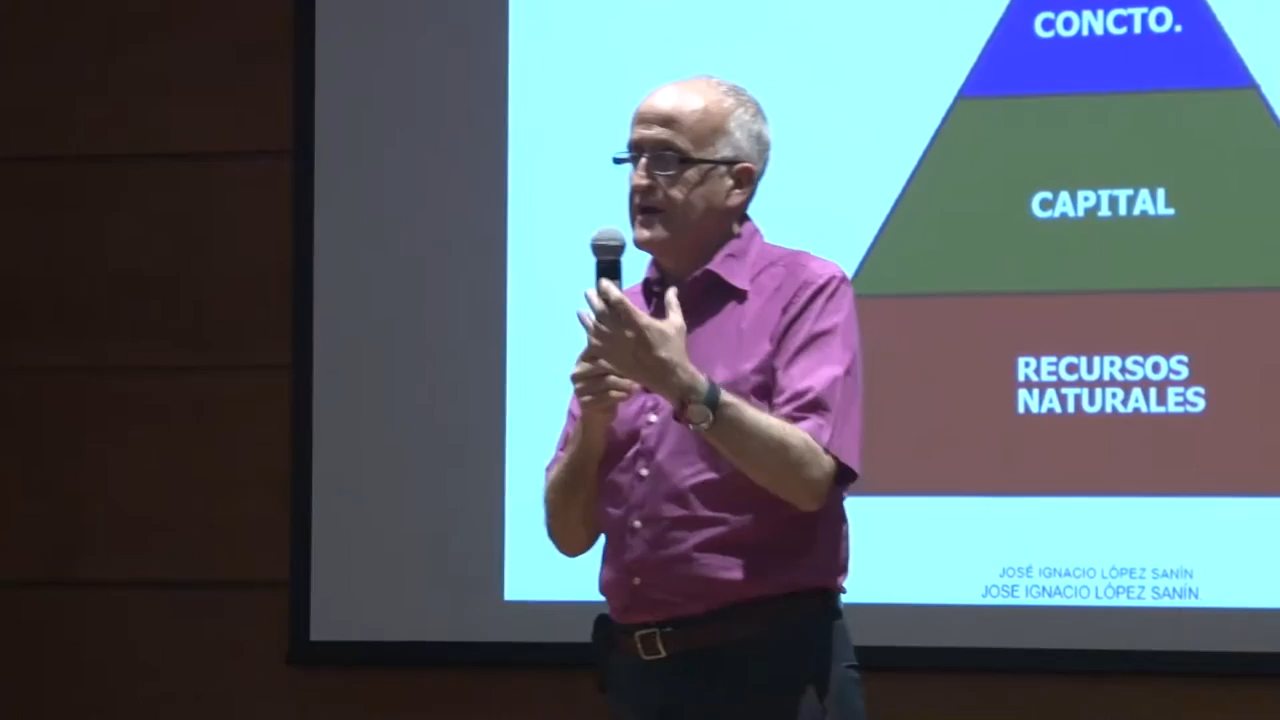 CONCTO.
CAPITAL
RECURSOS
NATURALES
JOSÉ IGNACIO LÓPEZ SANÍN
JOSE IGNACIO LÓPEZ SANÍN